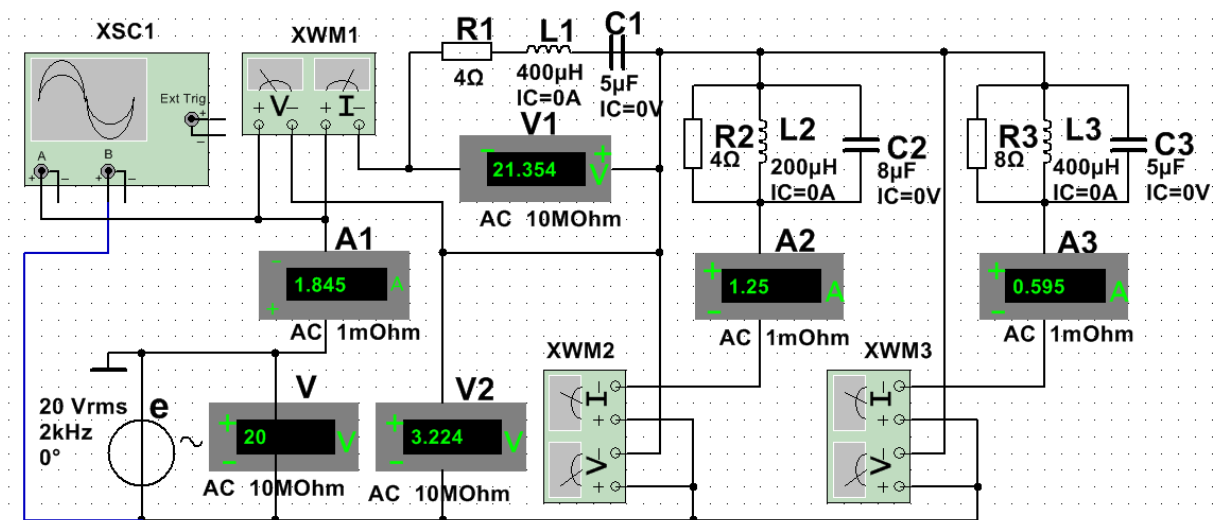 XSC1
Ext Trig
+
−
A
B
+ −
+ −
XWM1
V I
+ − + −
R1
4Ω
L1
400µH
IC=0A
C1
5µF
IC=0V
V1
− +
21.354 V
AC 10MOhm
R2
4Ω
L2
200µH
IC=0A
C2
8µF
IC=0V
R3
8Ω
L3
400µH
IC=0A
C3
5µF
IC=0V
A1
−
1.845 A
+
AC 1mOhm
A2
+
1.25 A
−
AC 1mOhm
A3
+
0.595 A
−
AC 1mOhm
20 Vrms
2kHz
0°
e
V
+
20 V
−
AC 10MOhm
V2
+
3.224 V
−
AC 10MOhm
XWM2
I −
+
V −
+
XWM3
I −
+
V −
+